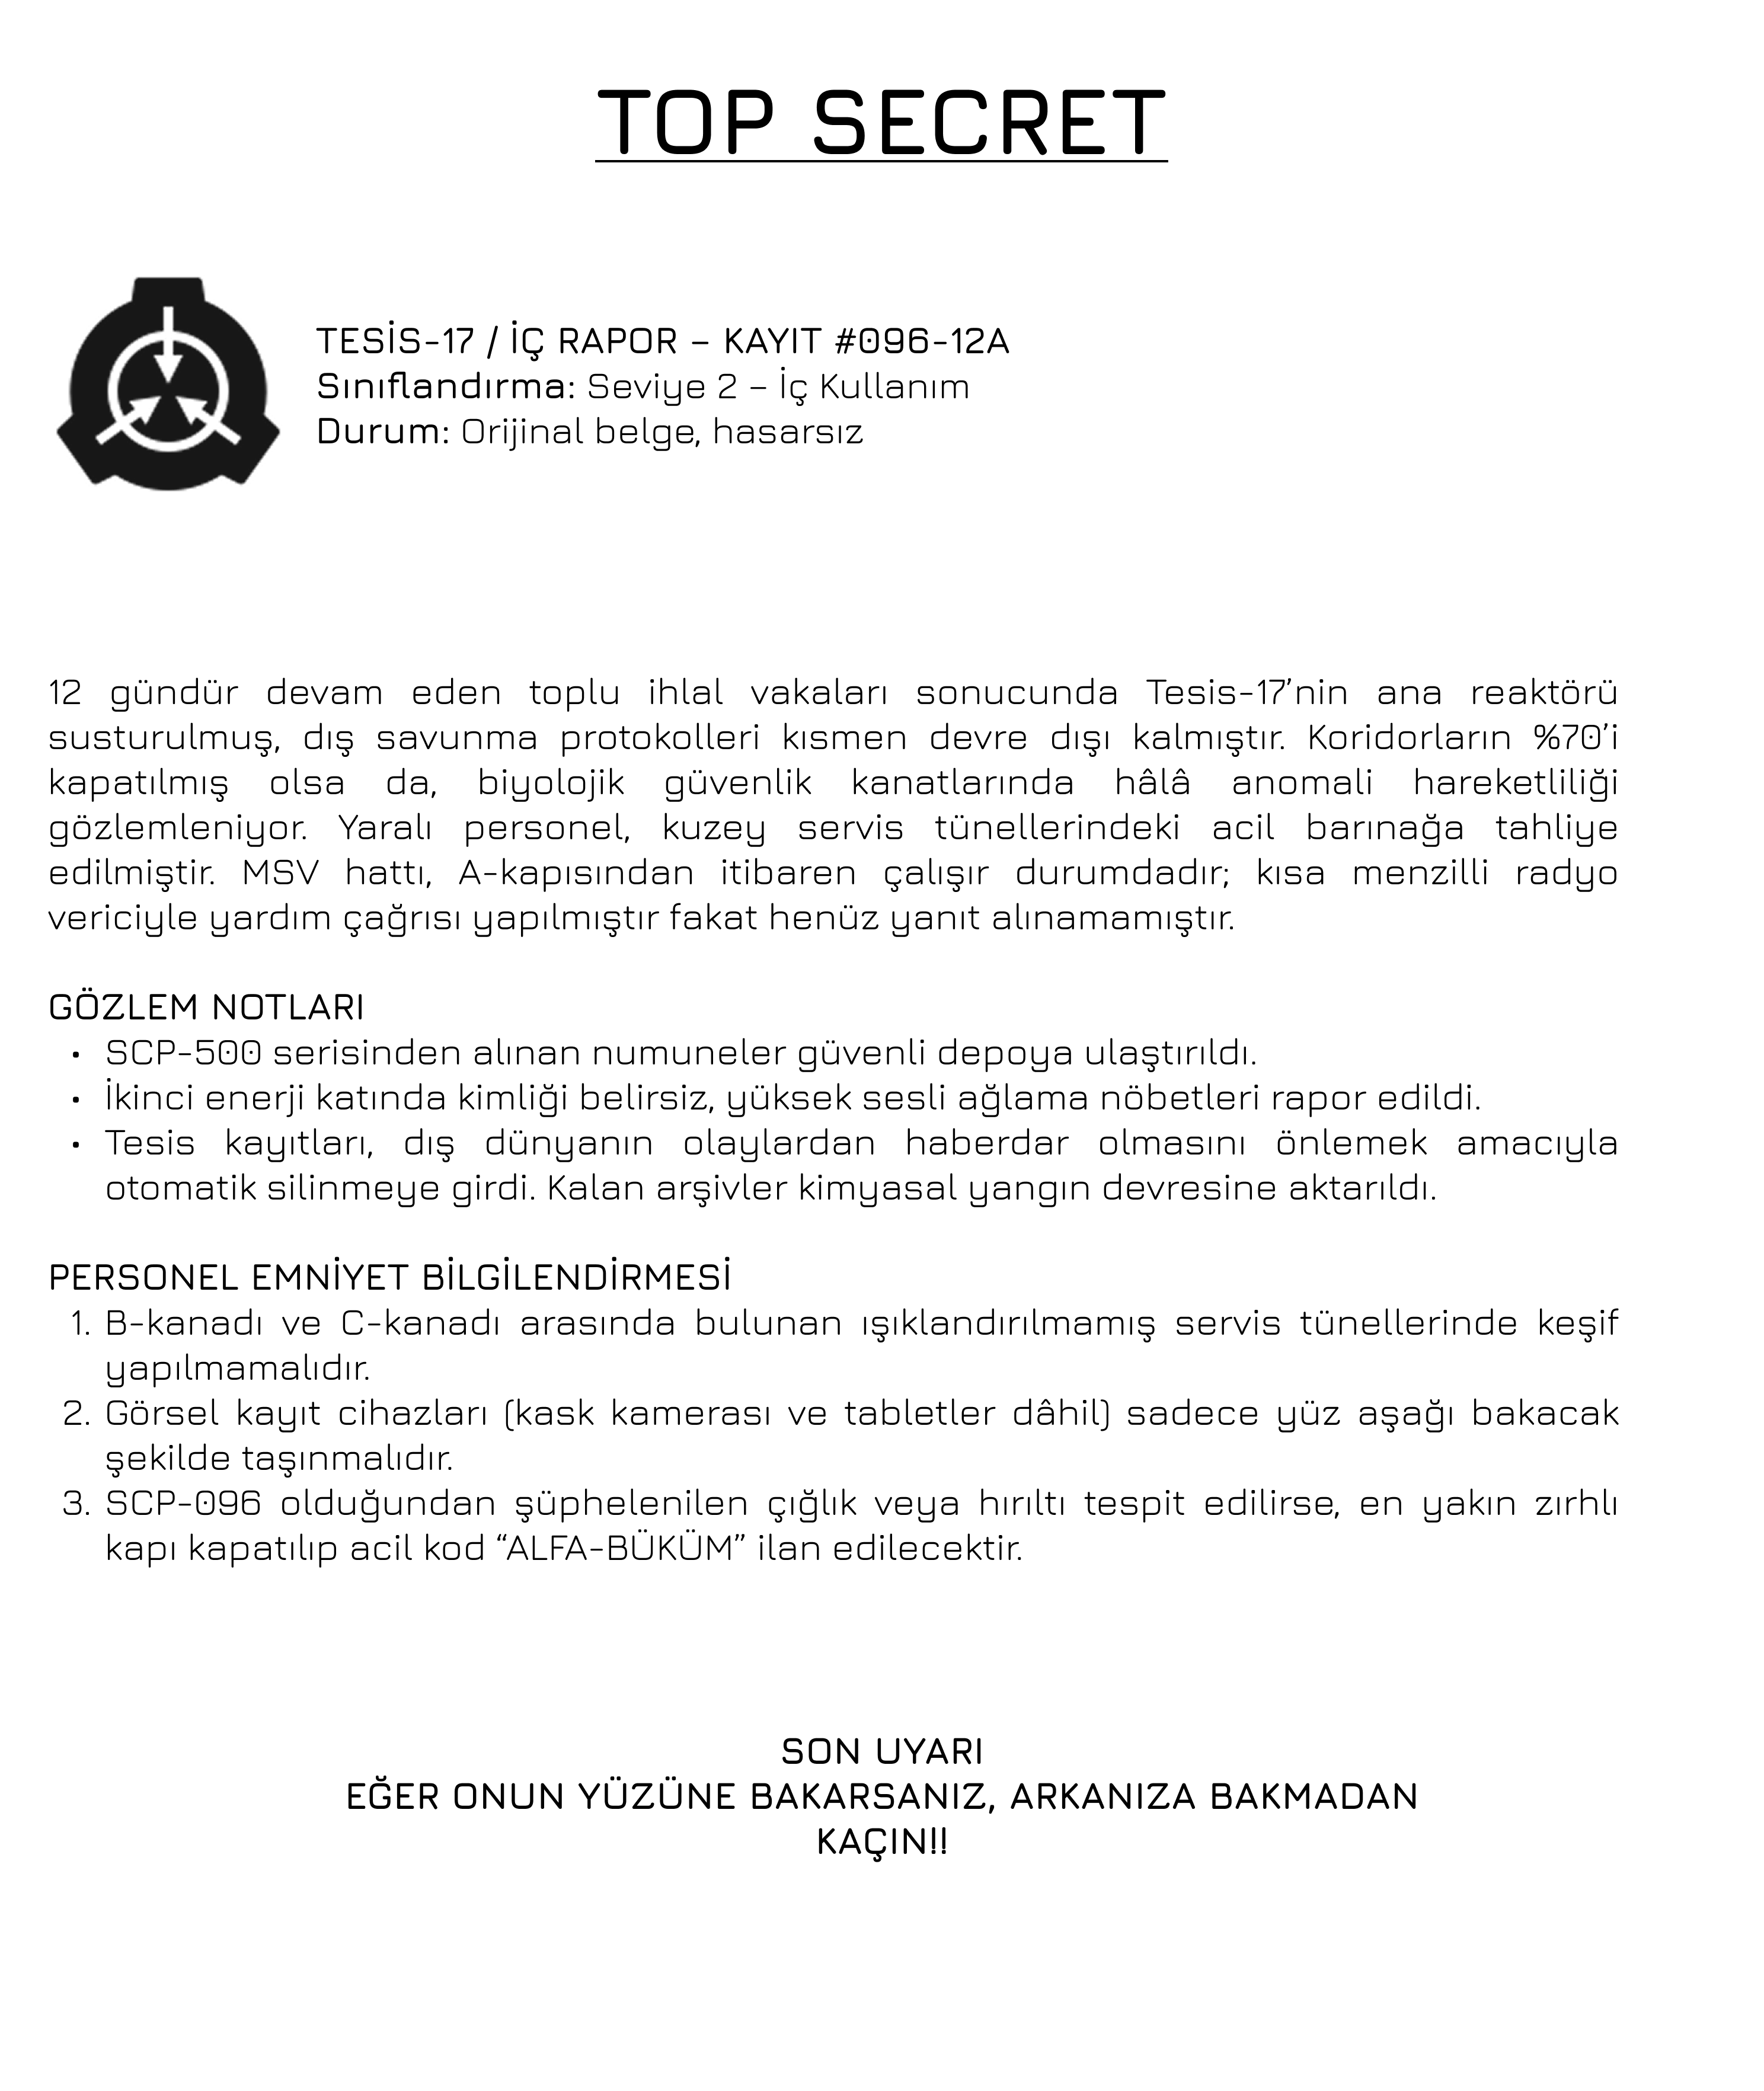 TOP SECRET
TESİS-17 / İÇ RAPOR – KAYIT #096-12A
Sınıflandırma: Seviye 2 – İç Kullanım
Durum: Orijinal belge, hasarsız
12 gündür devam eden toplu ihlal vakaları sonucunda Tesis-17’nin ana reaktörü
susturulmuş, dış savunma protokolleri kısmen devre dışı kalmıştır. Koridorların %70’i
kapatılmış olsa da, biyolojik güvenlik kanatlarında hâlâ anomali hareketliliği
gözlemleniyor. Yaralı personel, kuzey servis tünellerindeki acil barınağa tahliye
edilmiştir. MSV hattı, A-kapısından itibaren çalışır durumdadır; kısa menzilli radyo
vericiyle yardım çağrısı yapılmıştır fakat henüz yanıt alınamamıştır.
GÖZLEM NOTLARI
• SCP-500 serisinden alınan numuneler güvenli depoya ulaştırıldı.
• İkinci enerji katında kimliği belirsiz, yüksek sesli ağlama nöbetleri rapor edildi.
• Tesis kayıtları, dış dünyanın olaylardan haberdar olmasını önlemek amacıyla
otomatik silinmeye girdi. Kalan arşivler kimyasal yangın devresine aktarıldı.
PERSONEL EMNİYET BİLGİLENDİRMESİ
1. B-kanadı ve C-kanadı arasında bulunan ışıklandırılmamış servis tünellerinde keşif
yapılmamalıdır.
2. Görsel kayıt cihazları (kask kamerası ve tabletler dâhil) sadece yüz aşağı bakacak
şekilde taşınmalıdır.
3. SCP-096 olduğundan şüphelenilen çığlık veya hırıltı tespit edilirse, en yakın zırhlı
kapı kapatılıp acil kod “ALFA-BÜKÜM” ilan edilecektir.
SON UYARI
EĞER ONUN YÜZÜNE BAKARSANIZ, ARKANIZA BAKMADAN
KAÇIN!!